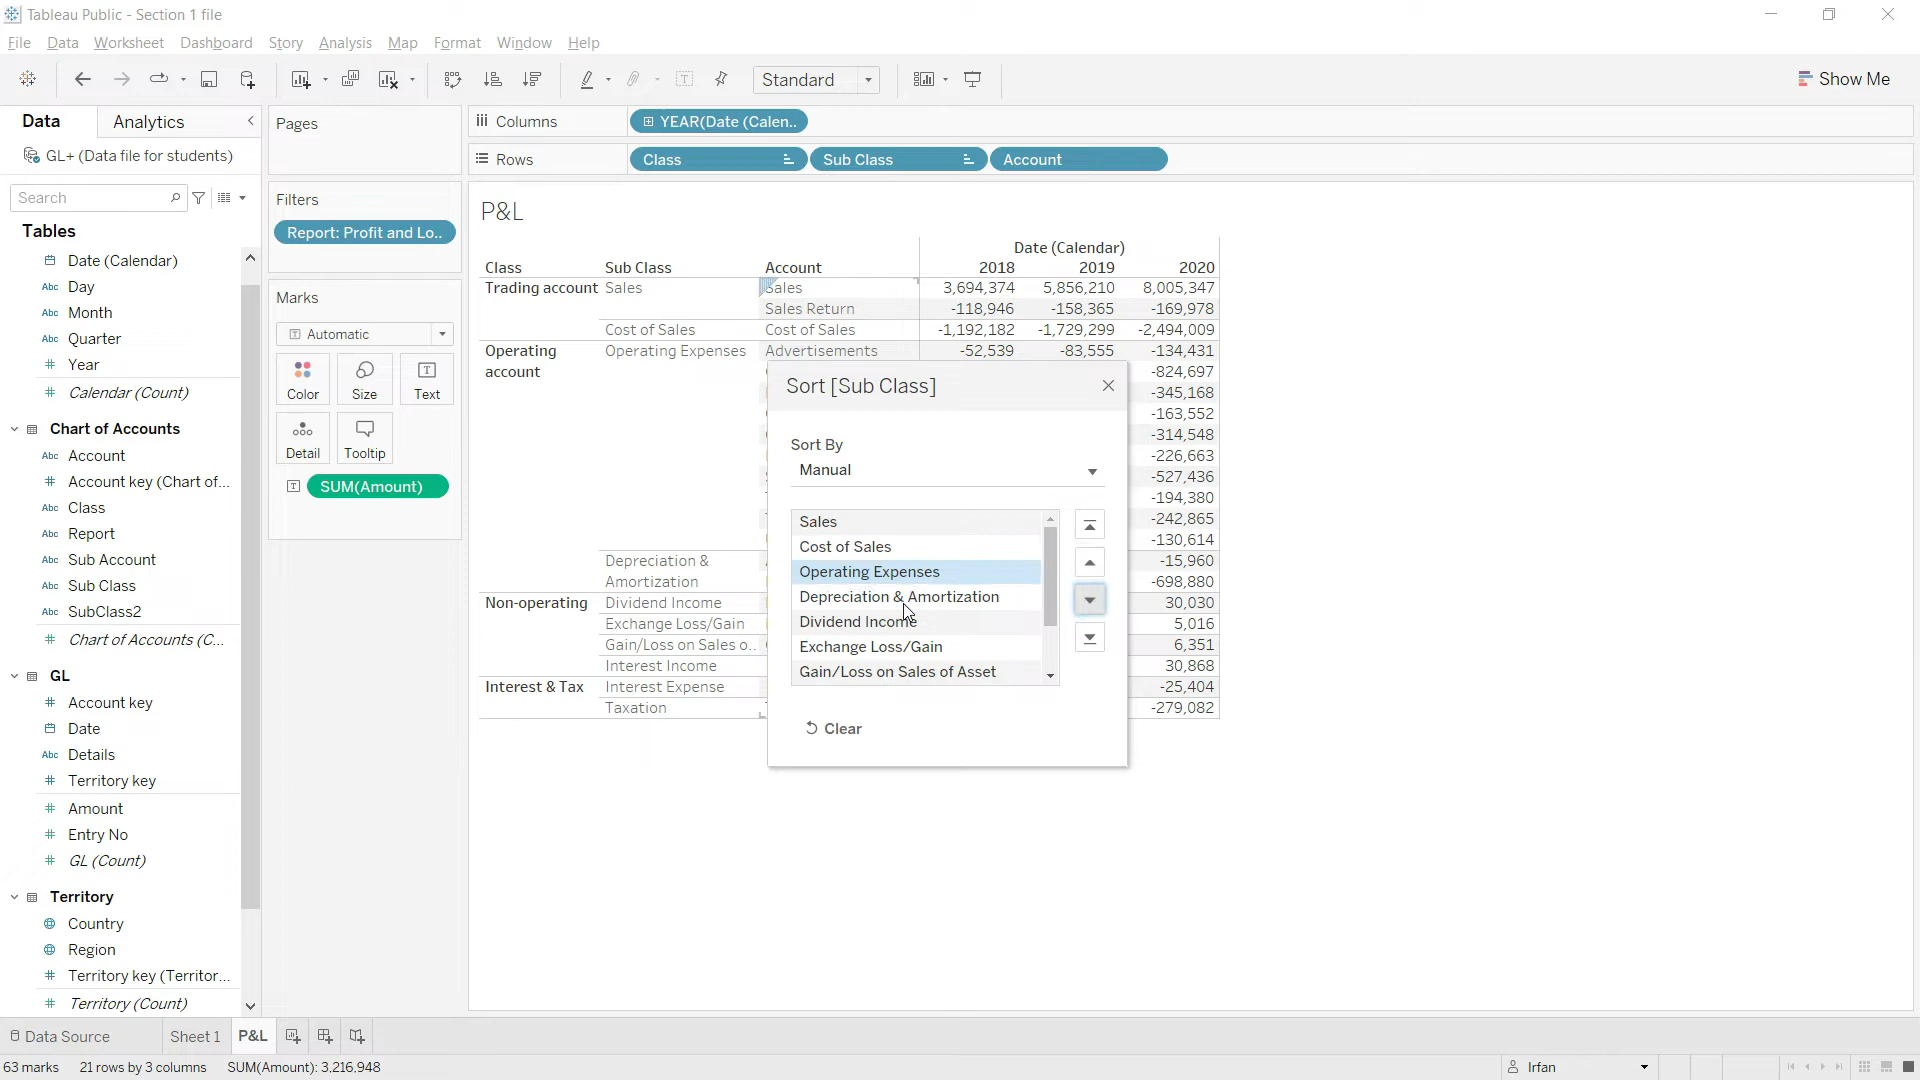 Tableau Public - Section 1 file
File Data Worksheet Dashboard Story Analysis Map Format Window Help
Standard
Show Me
Data Analytics
GL+ (Data file for students)
Search
Tables
Date (Calendar)
Abc Day
Abc Month
Abc Quarter
Year
Calendar (Count)
Chart of Accounts
Abc Account
Account key (Chart of...
Abc Class
Abc Report
Abc Sub Account
Abc Sub Class
Abc SubClass2
Chart of Accounts (C...
GL
Account key
Date
Abc Details
Territory key
Amount
Entry No
GL (Count)
Territory
Country
Region
Territory key (Territor...
Territory (Count)
Pages
Filters
Report: Profit and Lo..
Marks
Automatic
Color Size Text
Detail Tooltip
SUM(Amount)
Columns YEAR(Date (Calen..
Rows Class Sub Class Account
P&L
Date (Calendar)
Class Sub Class Account 2018 2019 2020
Trading account Sales Sales 3,694,374 5,856,210 8,005,347
Sales Return -118,946 -158,365 -169,978
Cost of Sales Cost of Sales -1,192,182 -1,729,299 -2,494,009
Operating Operating Expenses Advertisements -52,539 -83,555 -134,431
account -824,697
-345,168
-163,552
-314,548
-226,663
-527,436
-194,380
-242,865
-130,614
Depreciation & -15,960
Amortization -698,880
Non-operating Dividend Income 30,030
Exchange Loss/Gain 5,016
Gain/Loss on Sales o.. 6,351
Interest Income 30,868
Interest & Tax Interest Expense -25,404
Taxation -279,082
Sort [Sub Class]
Sort By
Manual
Sales
Cost of Sales
Operating Expenses
Depreciation & Amortization
Dividend Income
Exchange Loss/Gain
Gain/Loss on Sales of Asset
Clear
Data Source Sheet 1 P&L
63 marks 21 rows by 3 columns SUM(Amount): 3,216,948
Irfan